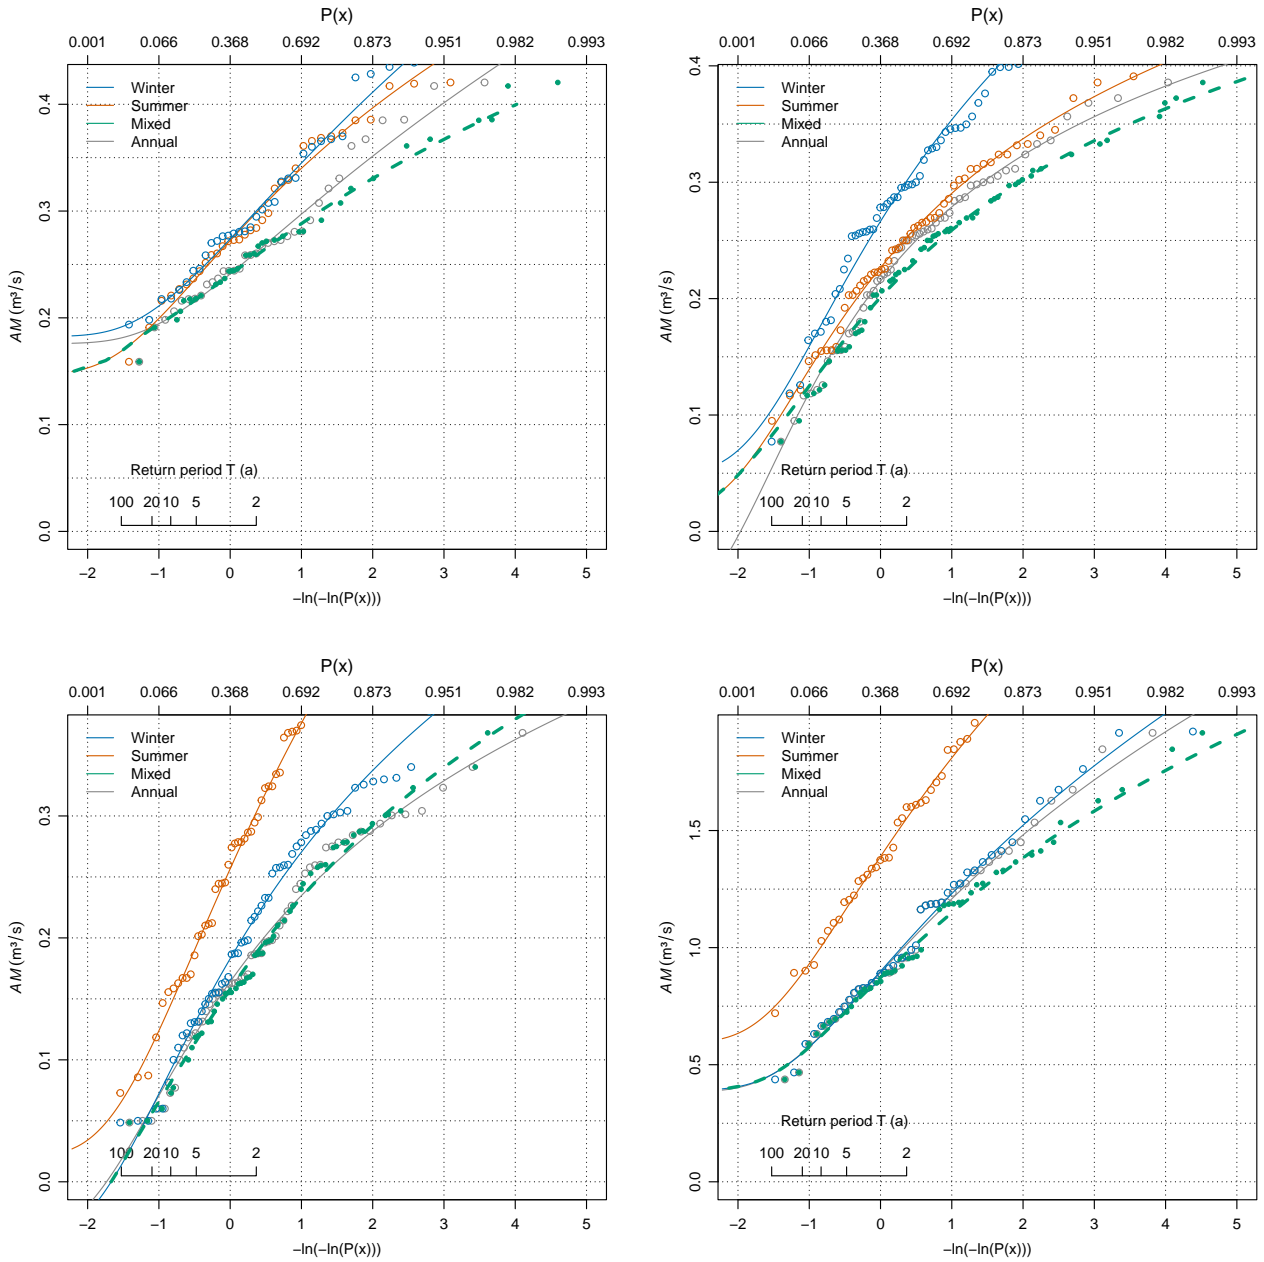 P(x)
0.001 0.066 0.368 0.692 0.873 0.951 0.982 0.993
Winter
Summer
Mixed
Annual
AM (m³/s)
0.0 0.1 0.2 0.3 0.4
Return period T (a)
100 20 10 5 2
−2 −1 0 1 2 3 4 5
−ln(−ln(P(x)))
P(x)
0.001 0.066 0.368 0.692 0.873 0.951 0.982 0.993
Winter
Summer
Mixed
Annual
AM (m³/s)
0.0 0.1 0.2 0.3 0.4
Return period T (a)
100 20 10 5 2
−2 −1 0 1 2 3 4 5
−ln(−ln(P(x)))
P(x)
0.001 0.066 0.368 0.692 0.873 0.951 0.982 0.993
Winter
Summer
Mixed
Annual
AM (m³/s)
0.0 0.1 0.2 0.3
100 20 10 5 2
−2 −1 0 1 2 3 4 5
−ln(−ln(P(x)))
P(x)
0.001 0.066 0.368 0.692 0.873 0.951 0.982 0.993
Winter
Summer
Mixed
Annual
AM (m³/s)
0.0 0.5 1.0 1.5
Return period T (a)
100 20 10 5 2
−2 −1 0 1 2 3 4 5
−ln(−ln(P(x)))